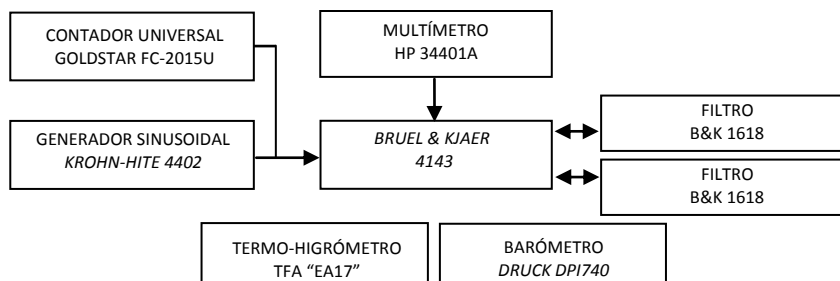 CONTADOR UNIVERSAL
GOLDSTAR FC-2015U
MULTÍMETRO
HP 34401A
GENERADOR SINUSOIDAL
KROHN-HITE 4402
BRUEL & KJAER
4143
FILTRO
B&K 1618
FILTRO
B&K 1618
TERMO-HIGRÓMETRO
TFA “EA17”
BARÓMETRO
DRUCK DPI740